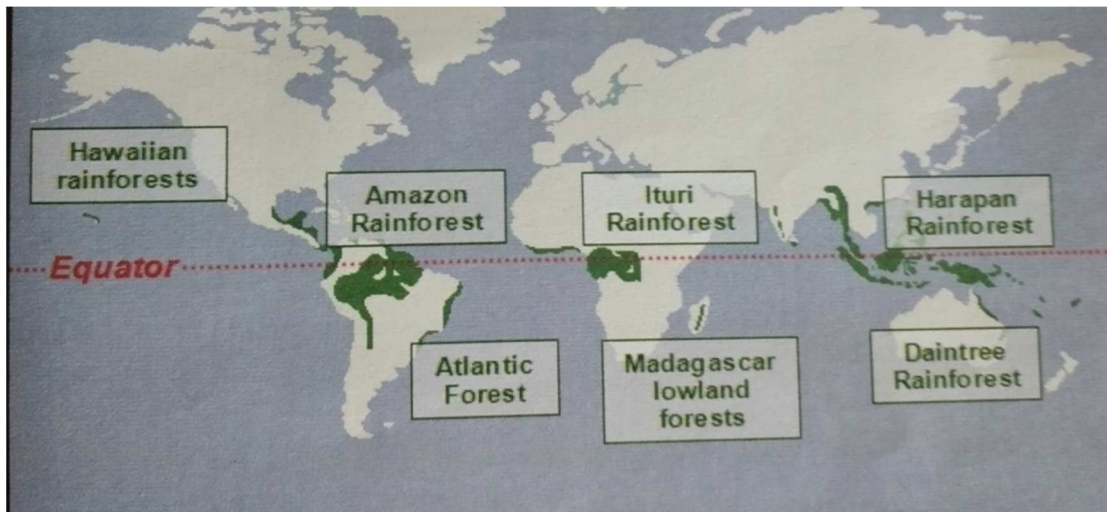 Hawaiian
rainforests
Amazon
Rainforest
Ituri
Rainforest
Harapan
Rainforest
Equator
Atlantic
Forest
Madagascar
lowland
forests
Daintree
Rainforest